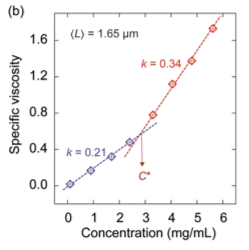 (b)
⟨L⟩ = 1.65 µm
k = 0.34
k = 0.21
C*
Specific viscosity
1.6
1.2
0.8
0.4
0.0
0 1 2 3 4 5 6
Concentration (mg/mL)